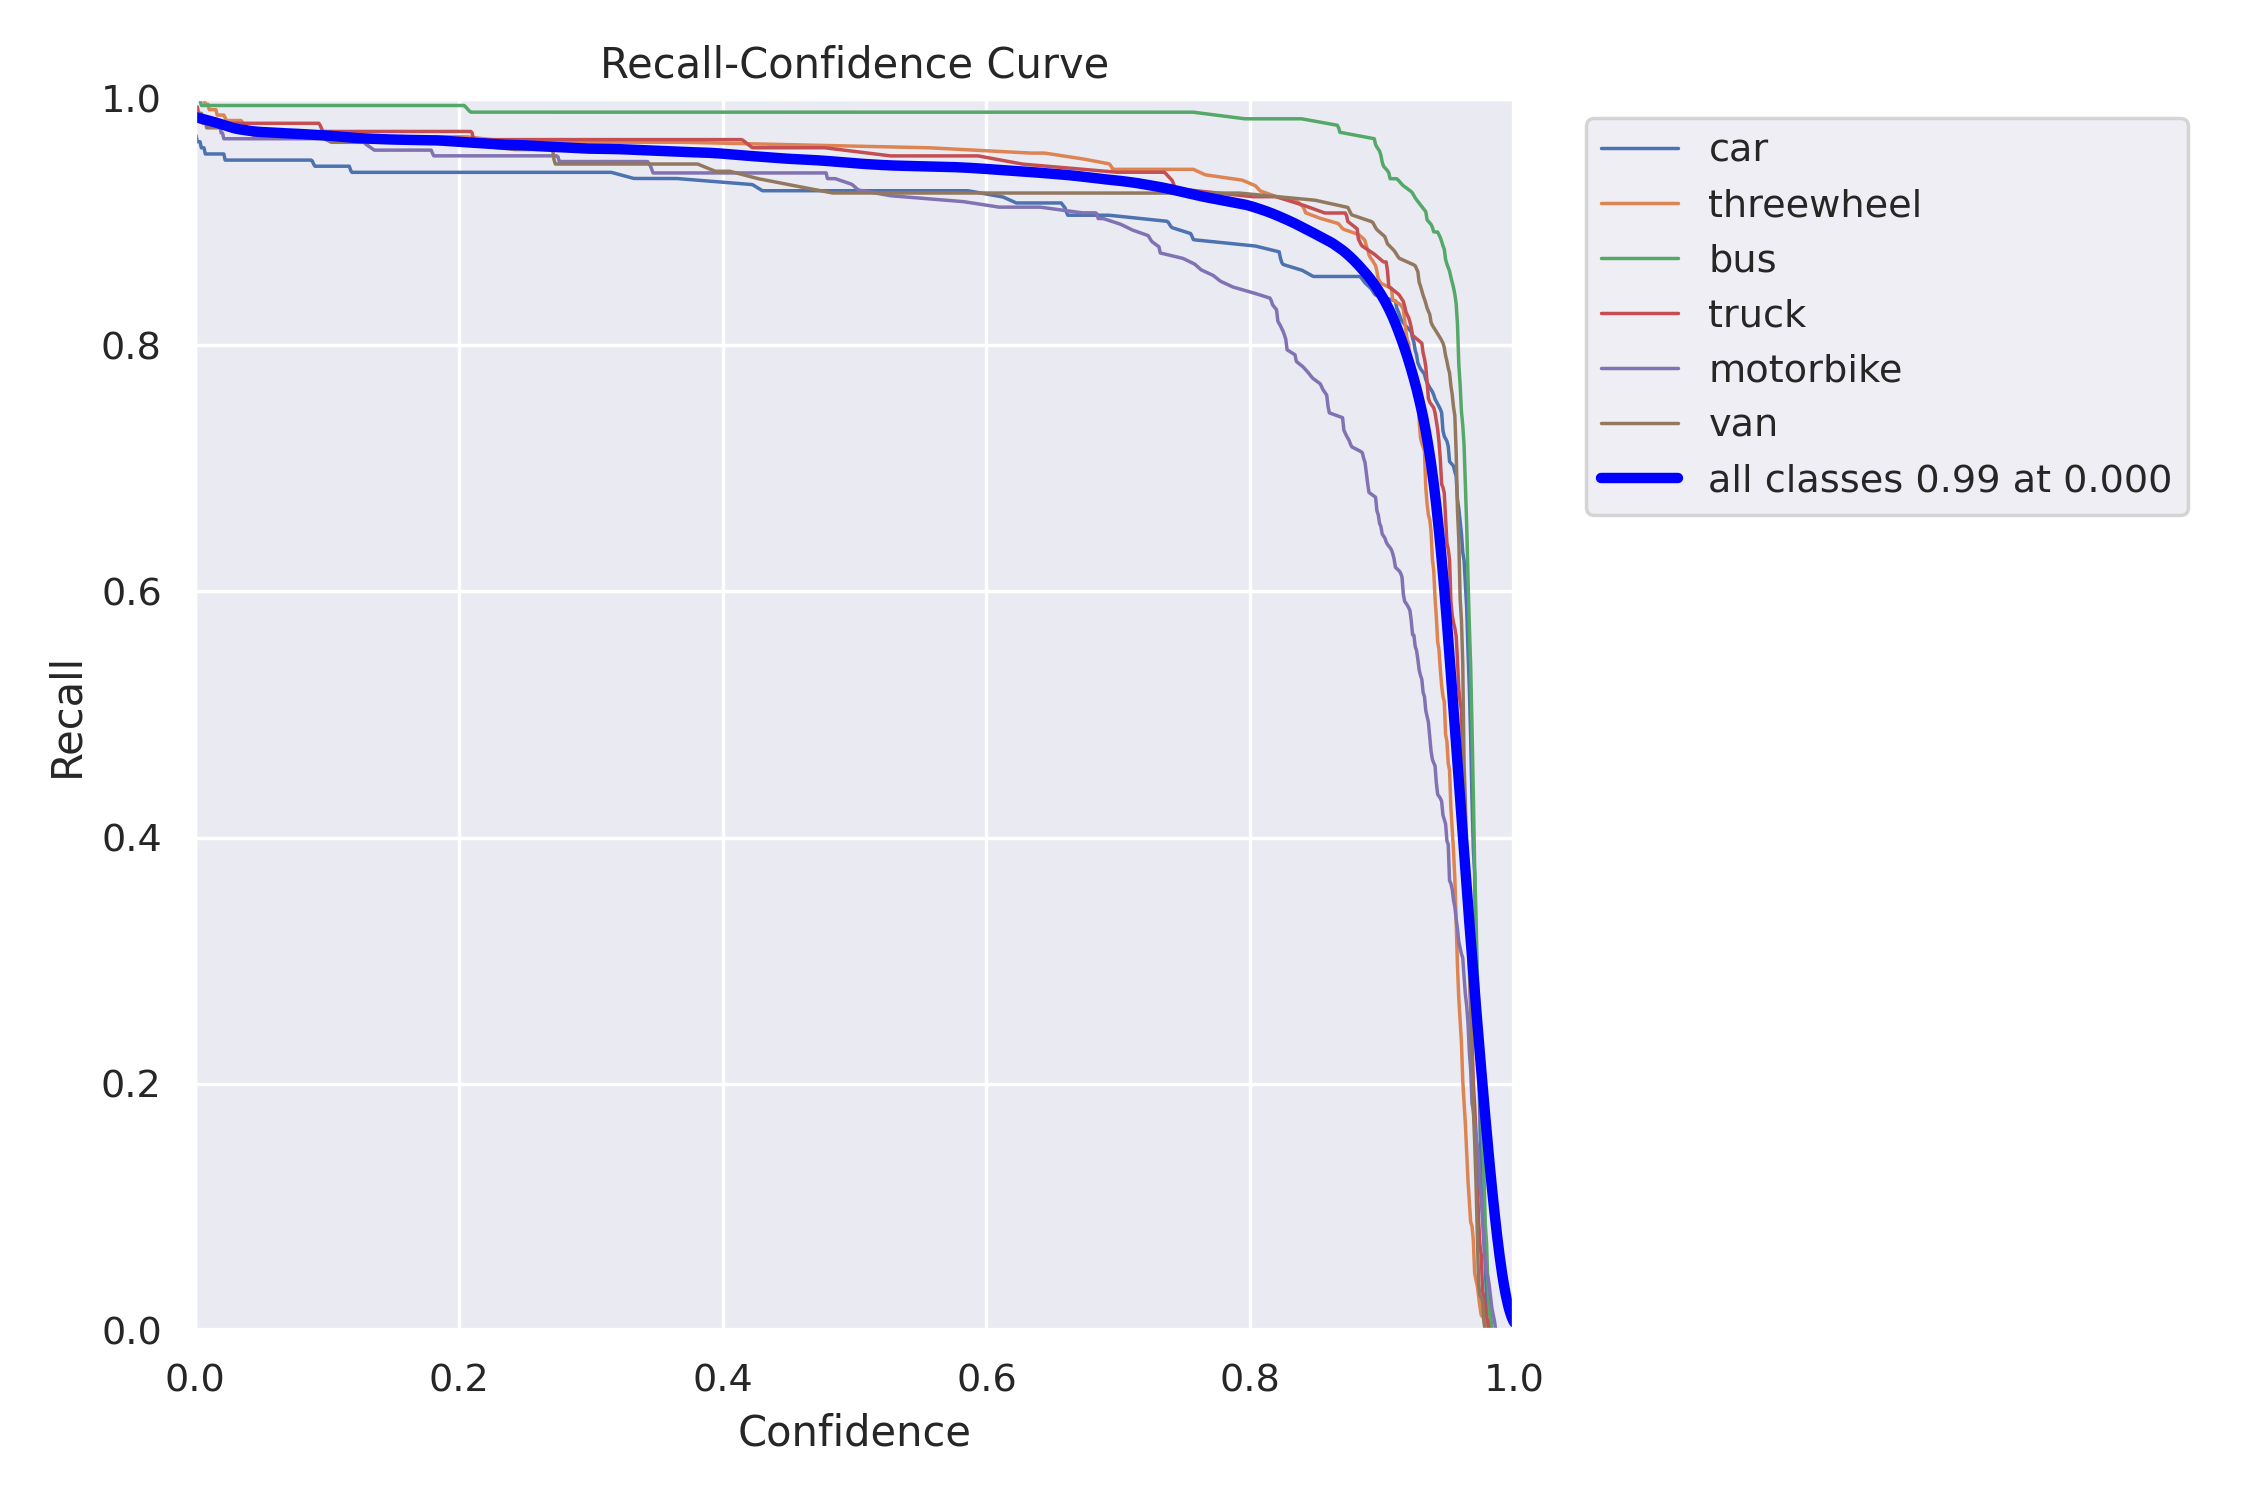 Recall-Confidence Curve
1.0
0.8
0.6
0.4
0.2
0.0
0.0 0.2 0.4 0.6 0.8 1.0
Recall
Confidence
car
threewheel
bus
truck
motorbike
van
all classes 0.99 at 0.000